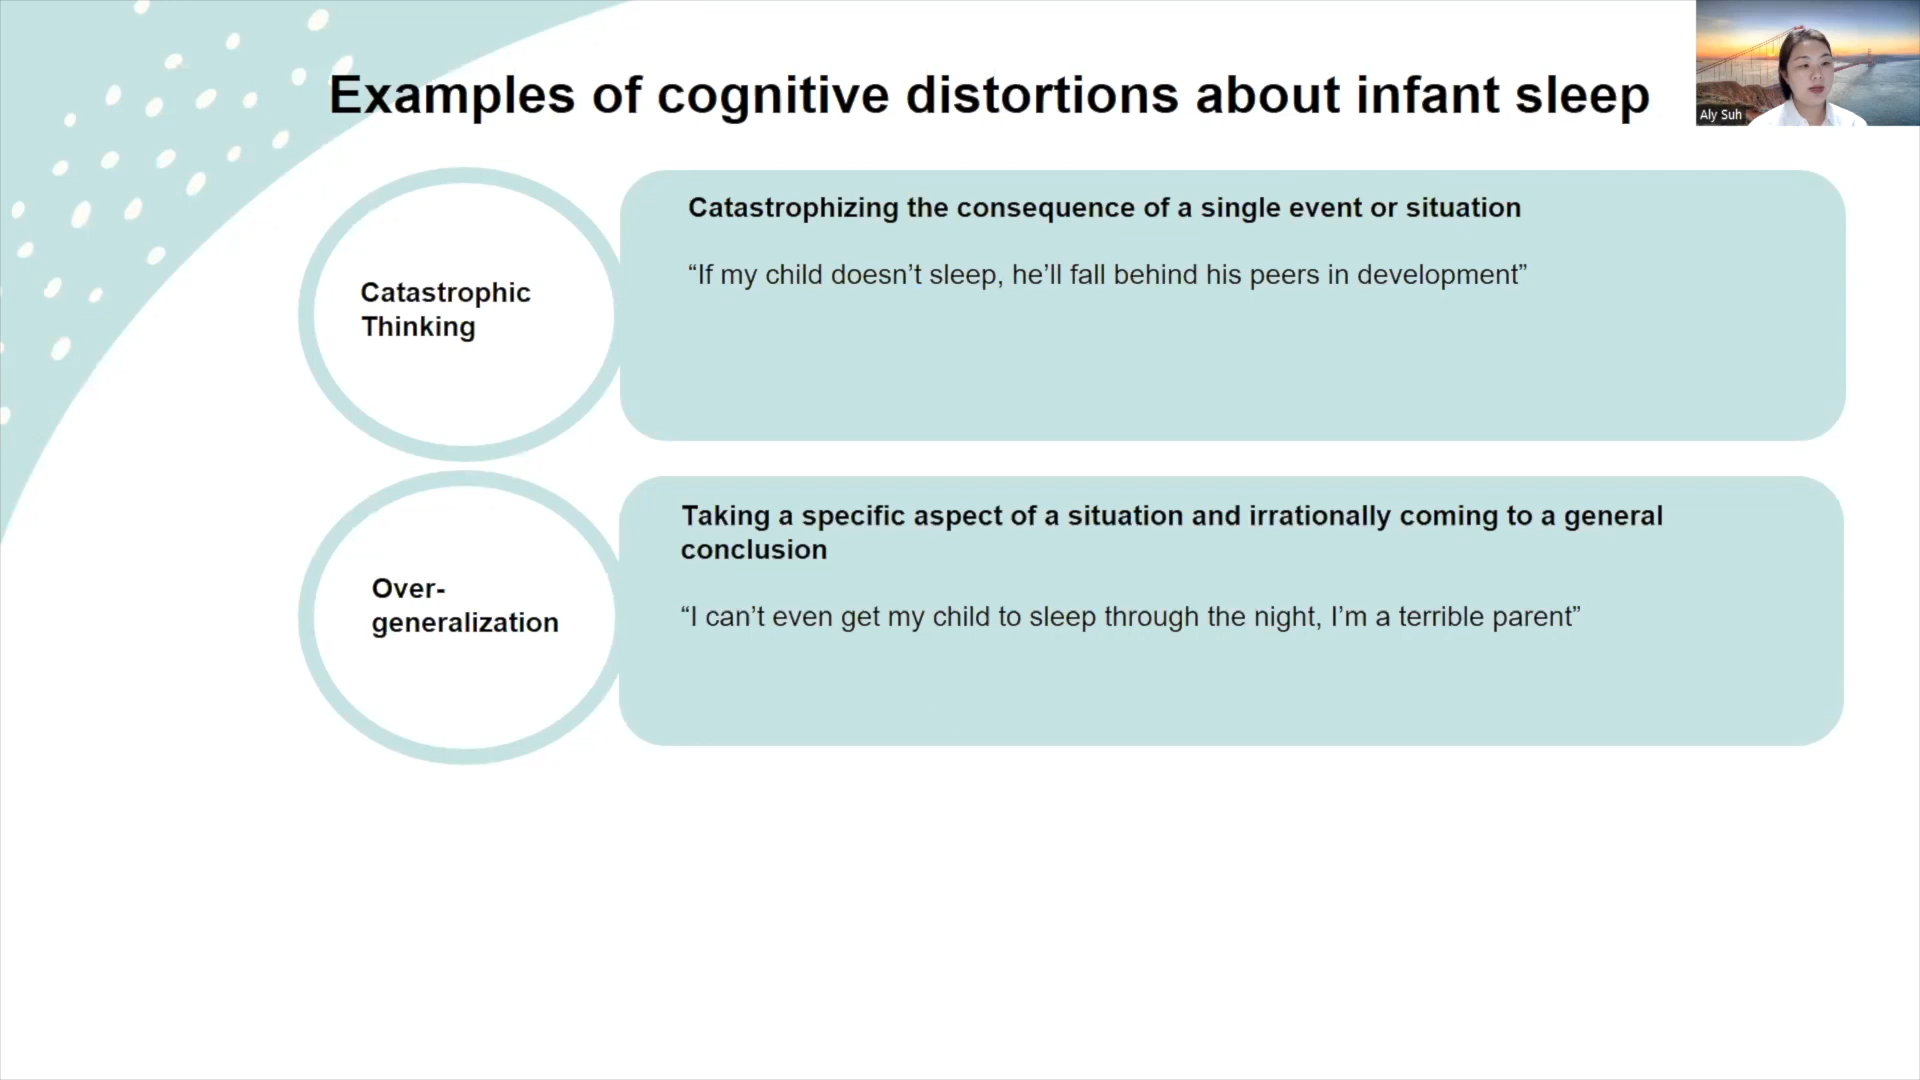 Examples of cognitive distortions about infant sleep
Aly Suh
Catastrophic
Thinking
Catastrophizing the consequence of a single event or situation
“If my child doesn’t sleep, he’ll fall behind his peers in development”
Over-
generalization
Taking a specific aspect of a situation and irrationally coming to a general
conclusion
“I can’t even get my child to sleep through the night, I’m a terrible parent”